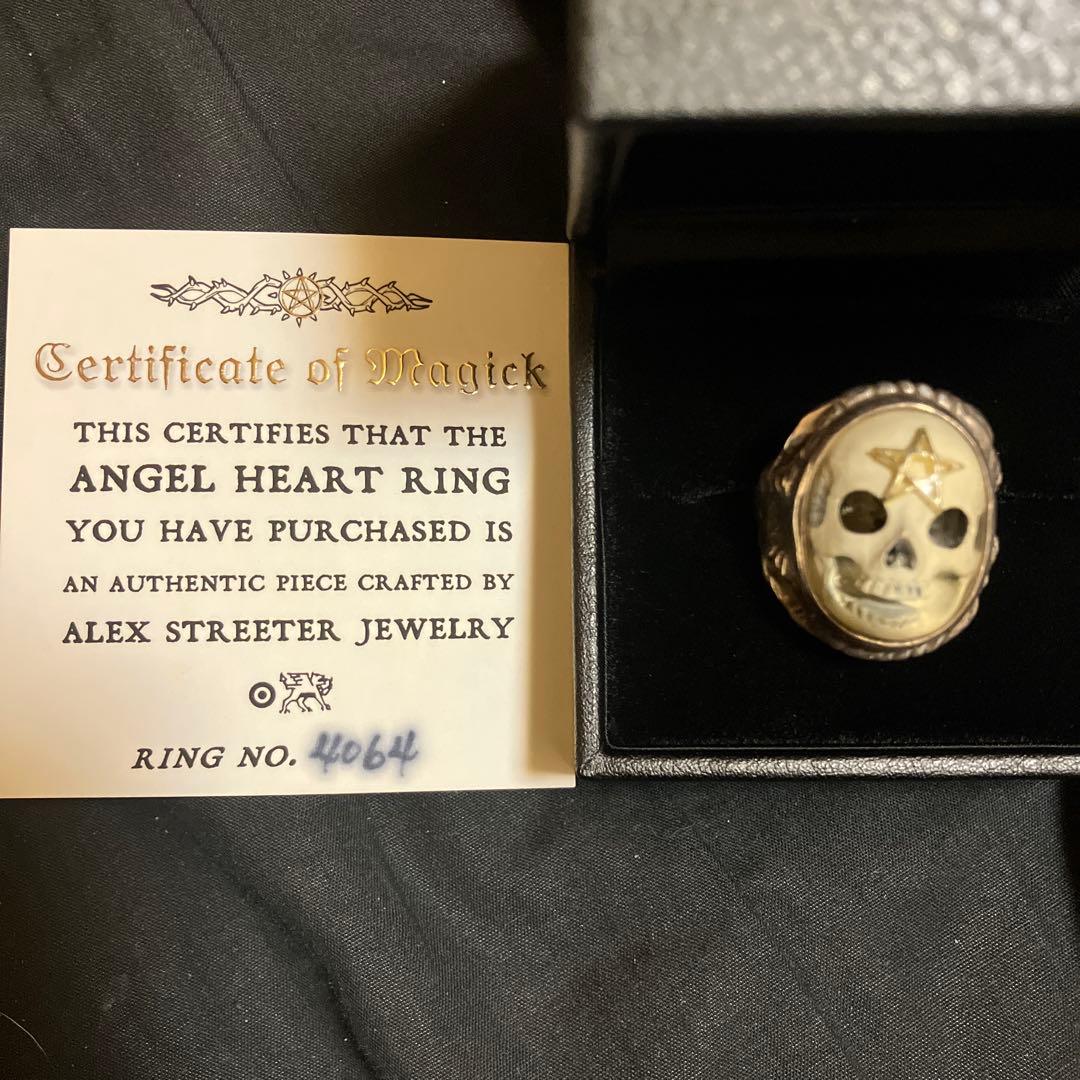 Certificate of Magick
THIS CERTIFIES THAT THE
ANGEL HEART RING
YOU HAVE PURCHASED IS
AN AUTHENTIC PIECE CRAFTED BY
ALEX STREETER JEWELRY
RING NO. 4064